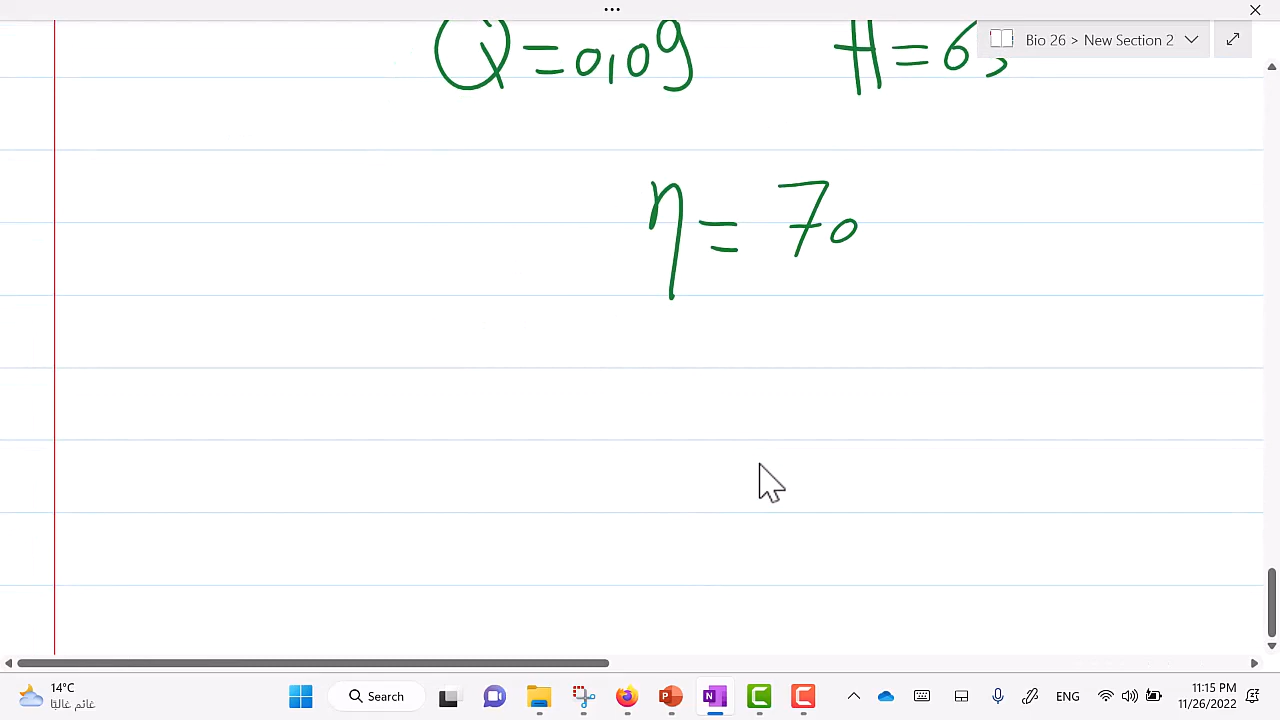 Bio 26 > New Section 2
Q = 0,09 H = 6,
η = 70
14°C
غائم غالبًا
Search
ENG
11:15 PM
11/26/2022